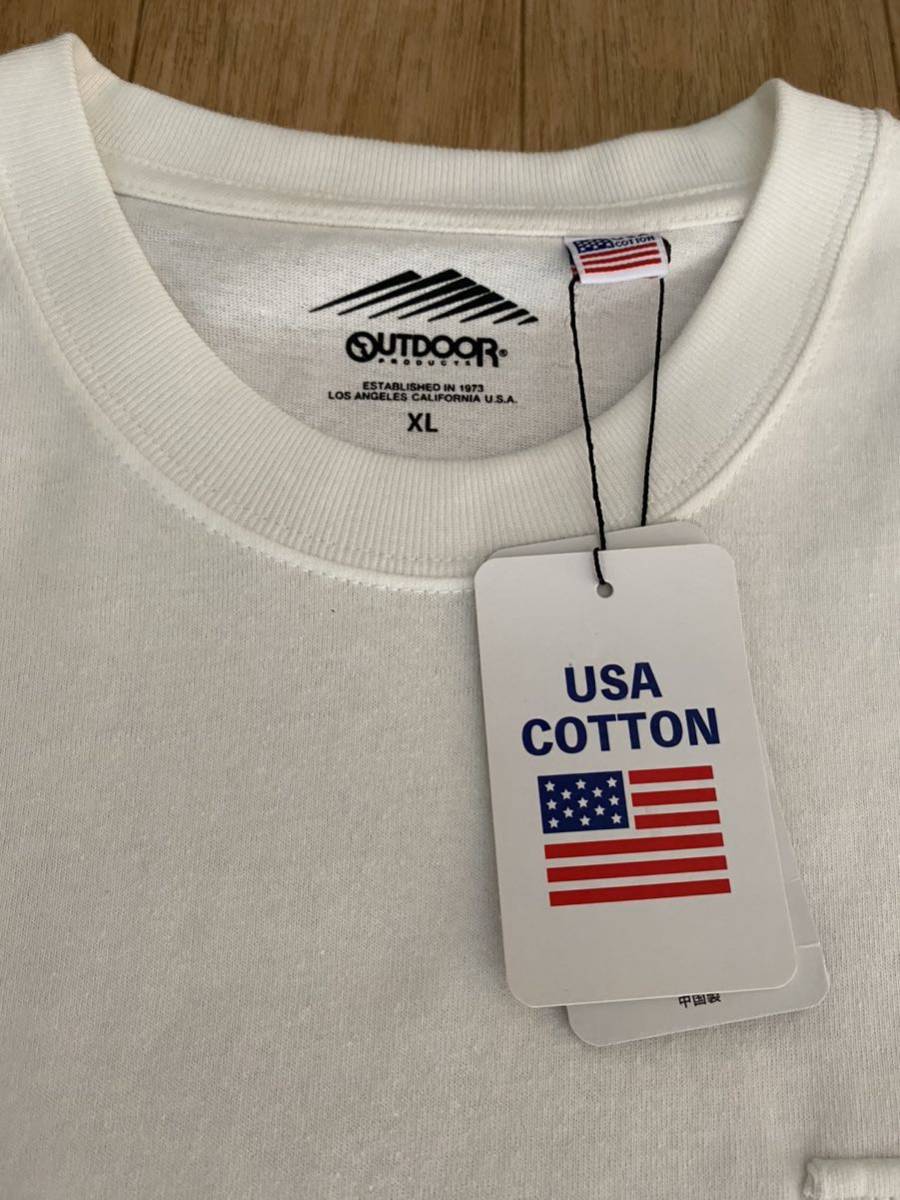 USA
COTTON
OUTDOOR®
PRODUCTS
ESTABLISHED IN 1973
LOS ANGELES CALIFORNIA U.S.A.
XL
USA
COTTON
中国製